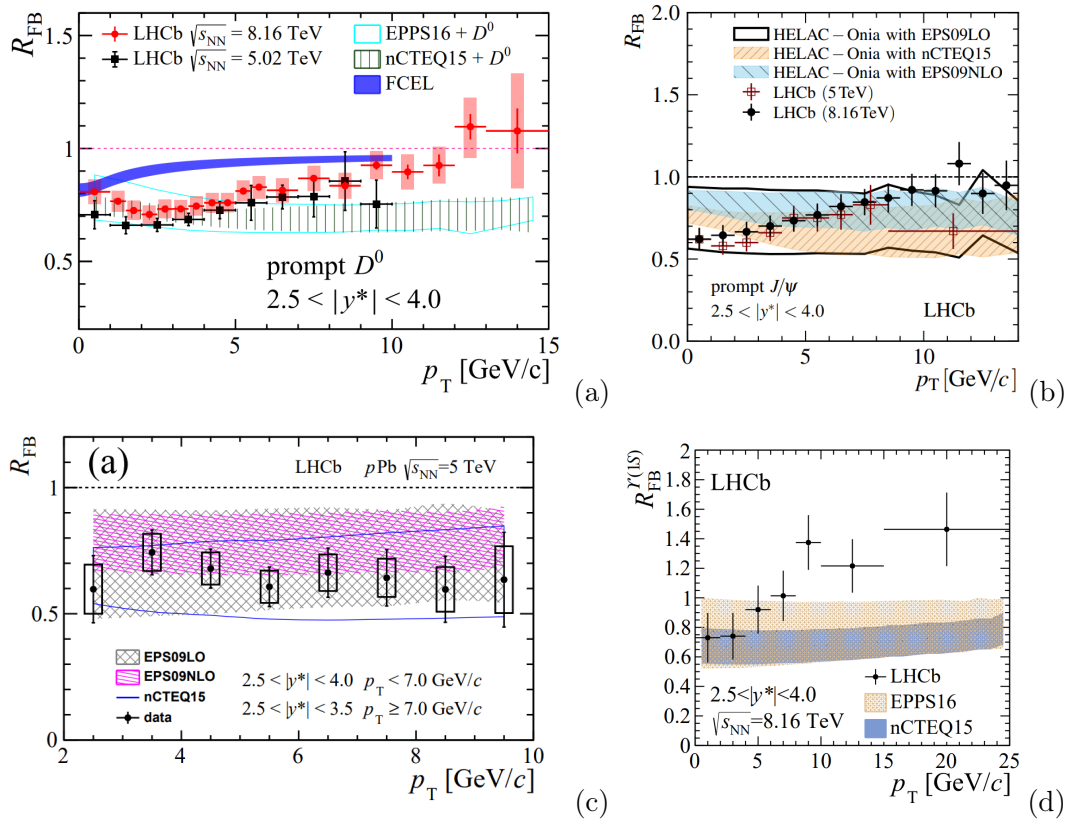 R_FB
1.5
1
0.5
LHCb √s_NN = 8.16 TeV
LHCb √s_NN = 5.02 TeV
EPPS16 + D⁰
nCTEQ15 + D⁰
FCEL
prompt D⁰
2.5 < |y*| < 4.0
0 5 10 15
p_T [GeV/c]
(a)
R_FB
2.0
1.5
1.0
0.5
0.0
HELAC − Onia with EPS09LO
HELAC − Onia with nCTEQ15
HELAC − Onia with EPS09NLO
LHCb (5 TeV)
LHCb (8.16 TeV)
prompt J/ψ
2.5 < |y*| < 4.0
LHCb
0 5 10
p_T [GeV/c]
(b)
R_FB
(a)
LHCb pPb √s_NN=5 TeV
1
0.5
0
EPS09LO
EPS09NLO
nCTEQ15
data
2.5 < |y*| < 4.0 p_T < 7.0 GeV/c
2.5 < |y*| < 3.5 p_T ≥ 7.0 GeV/c
2 4 6 8 10
p_T [GeV/c]
(c)
R_FB^ϒ(1S)
2
1.8
1.6
1.4
1.2
1
0.8
0.6
0.4
0.2
0
LHCb
2.5<|y*|<4.0
√s_NN=8.16 TeV
LHCb
EPPS16
nCTEQ15
0 5 10 15 20 25
p_T [GeV/c]
(d)